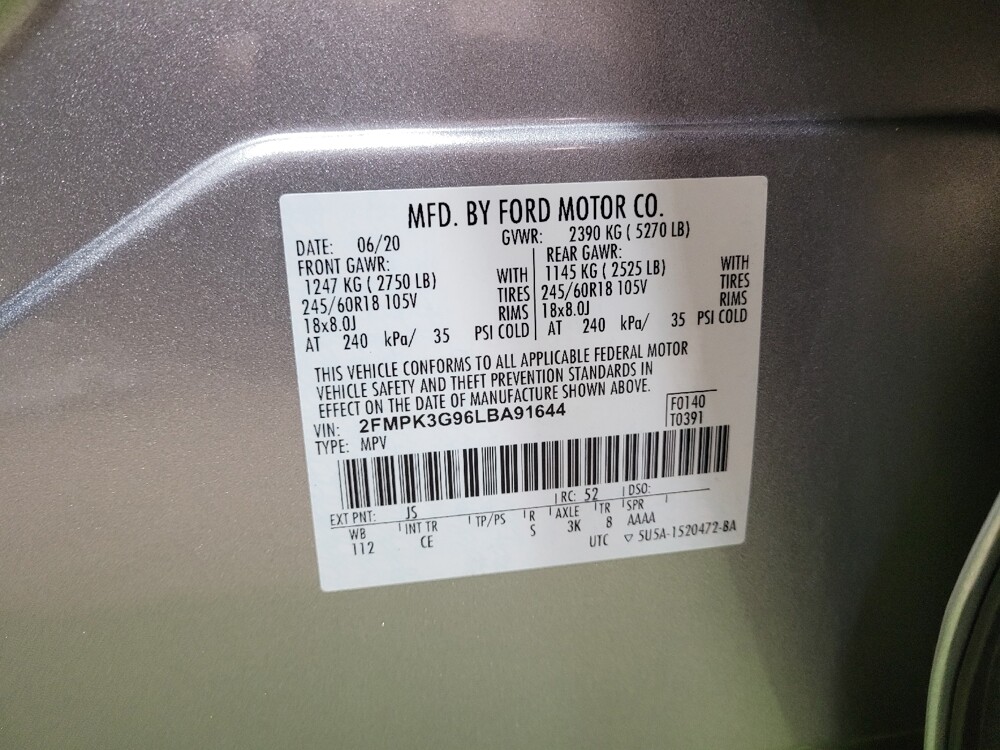 MFD. BY FORD MOTOR CO.
DATE: 06/20 GVWR: 2390 KG ( 5270 LB)
FRONT GAWR: REAR GAWR:
1247 KG ( 2750 LB) WITH 1145 KG ( 2525 LB) WITH
245/60R18 105V TIRES 245/60R18 105V TIRES
18x8.0J RIMS 18x8.0J RIMS
AT 240 kPa/ 35 PSI COLD AT 240 kPa/ 35 PSI COLD
THIS VEHICLE CONFORMS TO ALL APPLICABLE FEDERAL MOTOR
VEHICLE SAFETY AND THEFT PREVENTION STANDARDS IN
EFFECT ON THE DATE OF MANUFACTURE SHOWN ABOVE.
VIN: 2FMPK3G96LBA91644 F0140
TYPE: MPV T0391
EXT PNT: JS RC: 52 DSO:
WB INT TR TP/PS R AXLE TR SPR
112 CE S 3K 8 AAAA
UTC ▽ 5U5A-1520472-BA